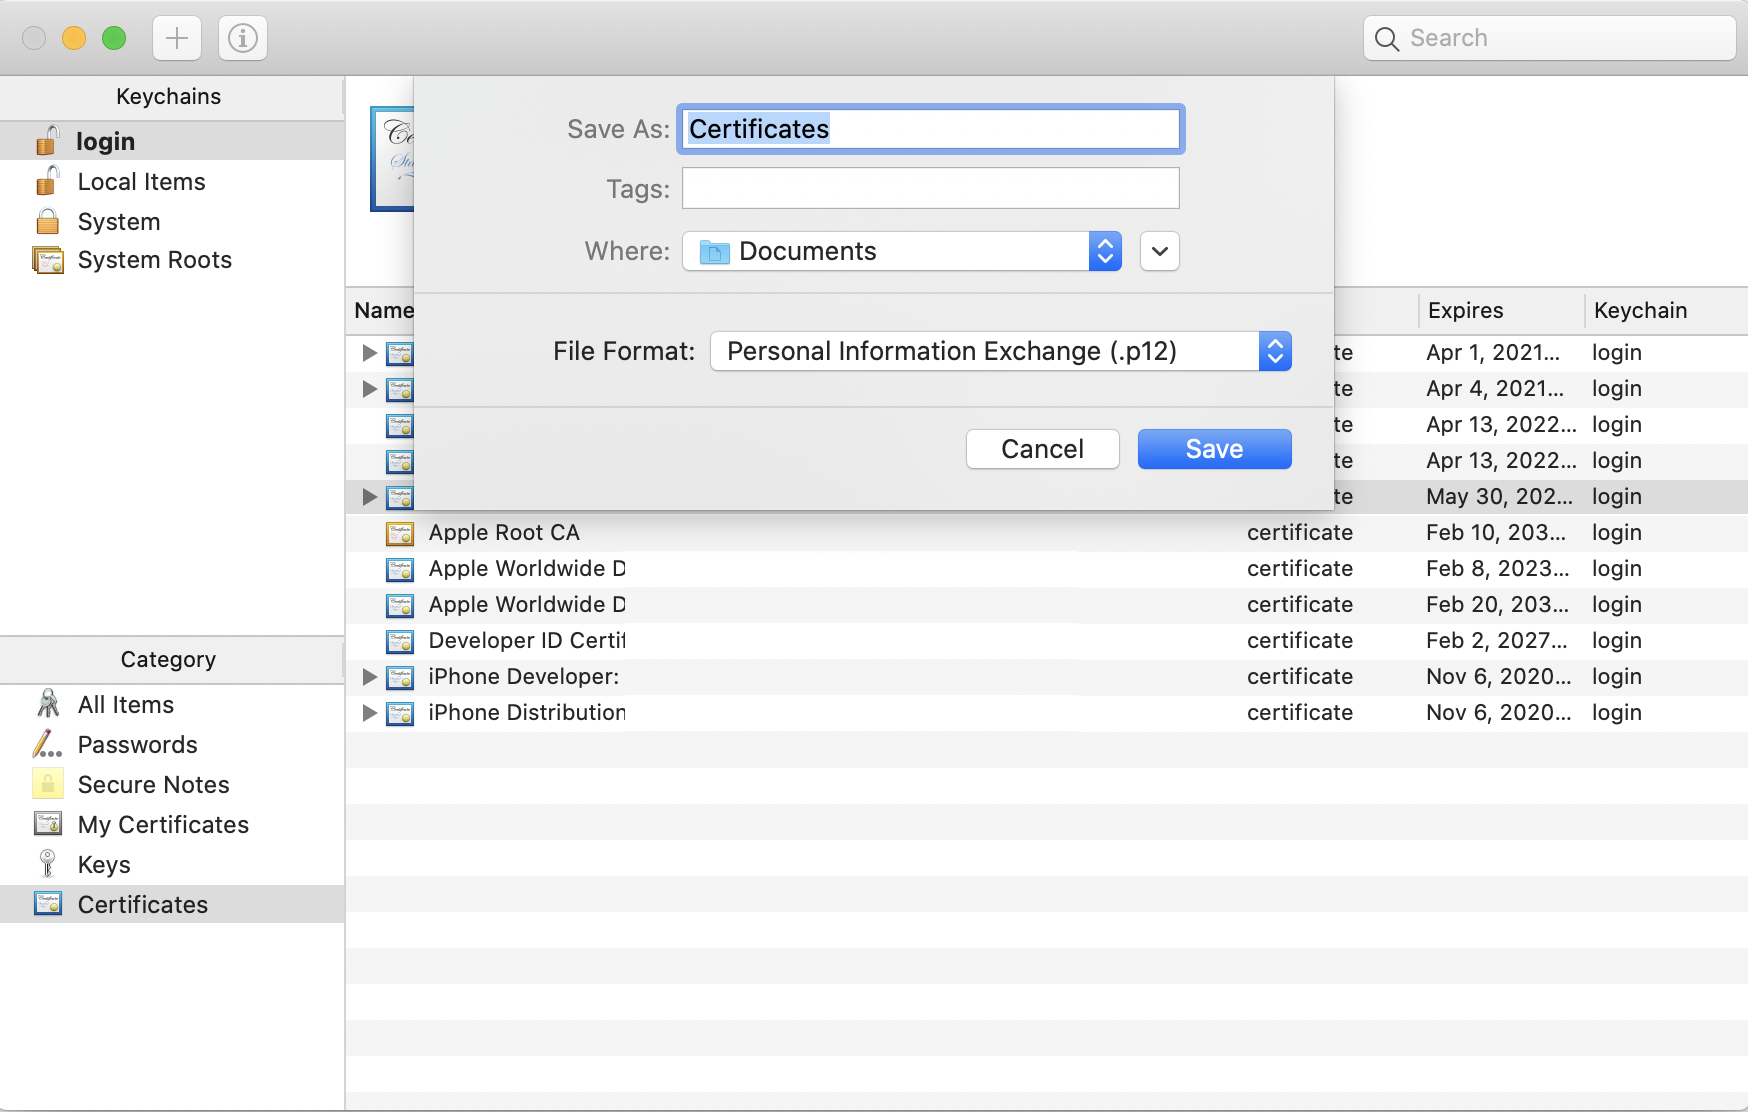 Search
Keychains
login
Local Items
System
System Roots
Category
All Items
Passwords
Secure Notes
My Certificates
Keys
Certificates
Save As: Certificates
Tags:
Where: Documents
File Format: Personal Information Exchange (.p12)
Cancel Save
Name Expires Keychain
te Apr 1, 2021... login
te Apr 4, 2021... login
te Apr 13, 2022... login
te Apr 13, 2022... login
te May 30, 202... login
Apple Root CA certificate Feb 10, 203... login
Apple Worldwide D certificate Feb 8, 2023... login
Apple Worldwide D certificate Feb 20, 203... login
Developer ID Certif certificate Feb 2, 2027... login
iPhone Developer: certificate Nov 6, 2020... login
iPhone Distribution certificate Nov 6, 2020... login